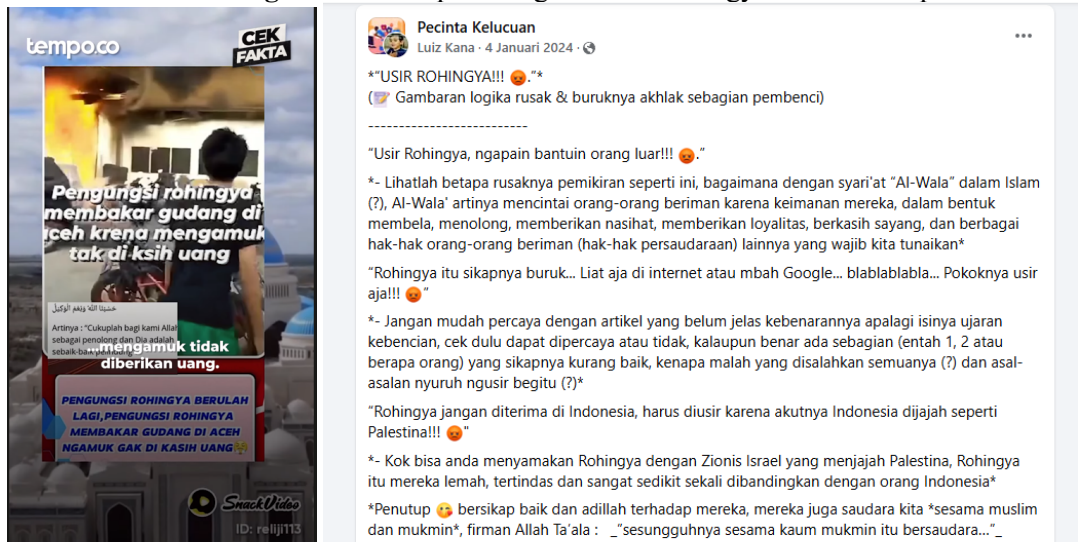 tempo.co
CEK
FAKTA
Pengungsi rohingya
membakar gudang di
aceh krena mengamuk
tak di ksih uang
حَسْبُنَا اللهُ وَنِعْمَ الْوَكِيْلُ
Artinya : "Cukuplah bagi kami Allah
sebagai penolong dan Dia adalah
sebaik-baik pelindung
...mengamuk tidak
diberikan uang.
PENGUNGSI ROHINGYA BERULAH
LAGI,PENGUNGSI ROHINGYA
MEMBAKAR GUDANG DI ACEH
NGAMUK GAK DI KASIH UANG
SnackVideo
ID: reliji113
Pecinta Kelucuan
Luiz Kana · 4 Januari 2024 ·
*"USIR ROHINGYA!!! 😡."*
(📝 Gambaran logika rusak & buruknya akhlak sebagian pembenci)
---------------------------
"Usir Rohingya, ngapain bantuin orang luar!!! 😡."
*- Lihatlah betapa rusaknya pemikiran seperti ini, bagaimana dengan syari'at "Al-Wala" dalam Islam
(?), Al-Wala' artinya mencintai orang-orang beriman karena keimanan mereka, dalam bentuk
membela, menolong, memberikan nasihat, memberikan loyalitas, berkasih sayang, dan berbagai
hak-hak orang-orang beriman (hak-hak persaudaraan) lainnya yang wajib kita tunaikan*
"Rohingya itu sikapnya buruk... Liat aja di internet atau mbah Google... blablablabla... Pokoknya usir
aja!!! 😡"
*- Jangan mudah percaya dengan artikel yang belum jelas kebenarannya apalagi isinya ujaran
kebencian, cek dulu dapat dipercaya atau tidak, kalaupun benar ada sebagian (entah 1, 2 atau
berapa orang) yang sikapnya kurang baik, kenapa malah yang disalahkan semuanya (?) dan asal-
asalan nyuruh ngusir begitu (?)*
"Rohingya jangan diterima di Indonesia, harus diusir karena akutnya Indonesia dijajah seperti
Palestina!!! 😡"
*- Kok bisa anda menyamakan Rohingya dengan Zionis Israel yang menjajah Palestina, Rohingya
itu mereka lemah, tertindas dan sangat sedikit sekali dibandingkan dengan orang Indonesia*
*Penutup 😘 bersikap baik dan adillah terhadap mereka, mereka juga saudara kita *sesama muslim
dan mukmin*, firman Allah Ta'ala : _"sesungguhnya sesama kaum mukmin itu bersaudara..."_